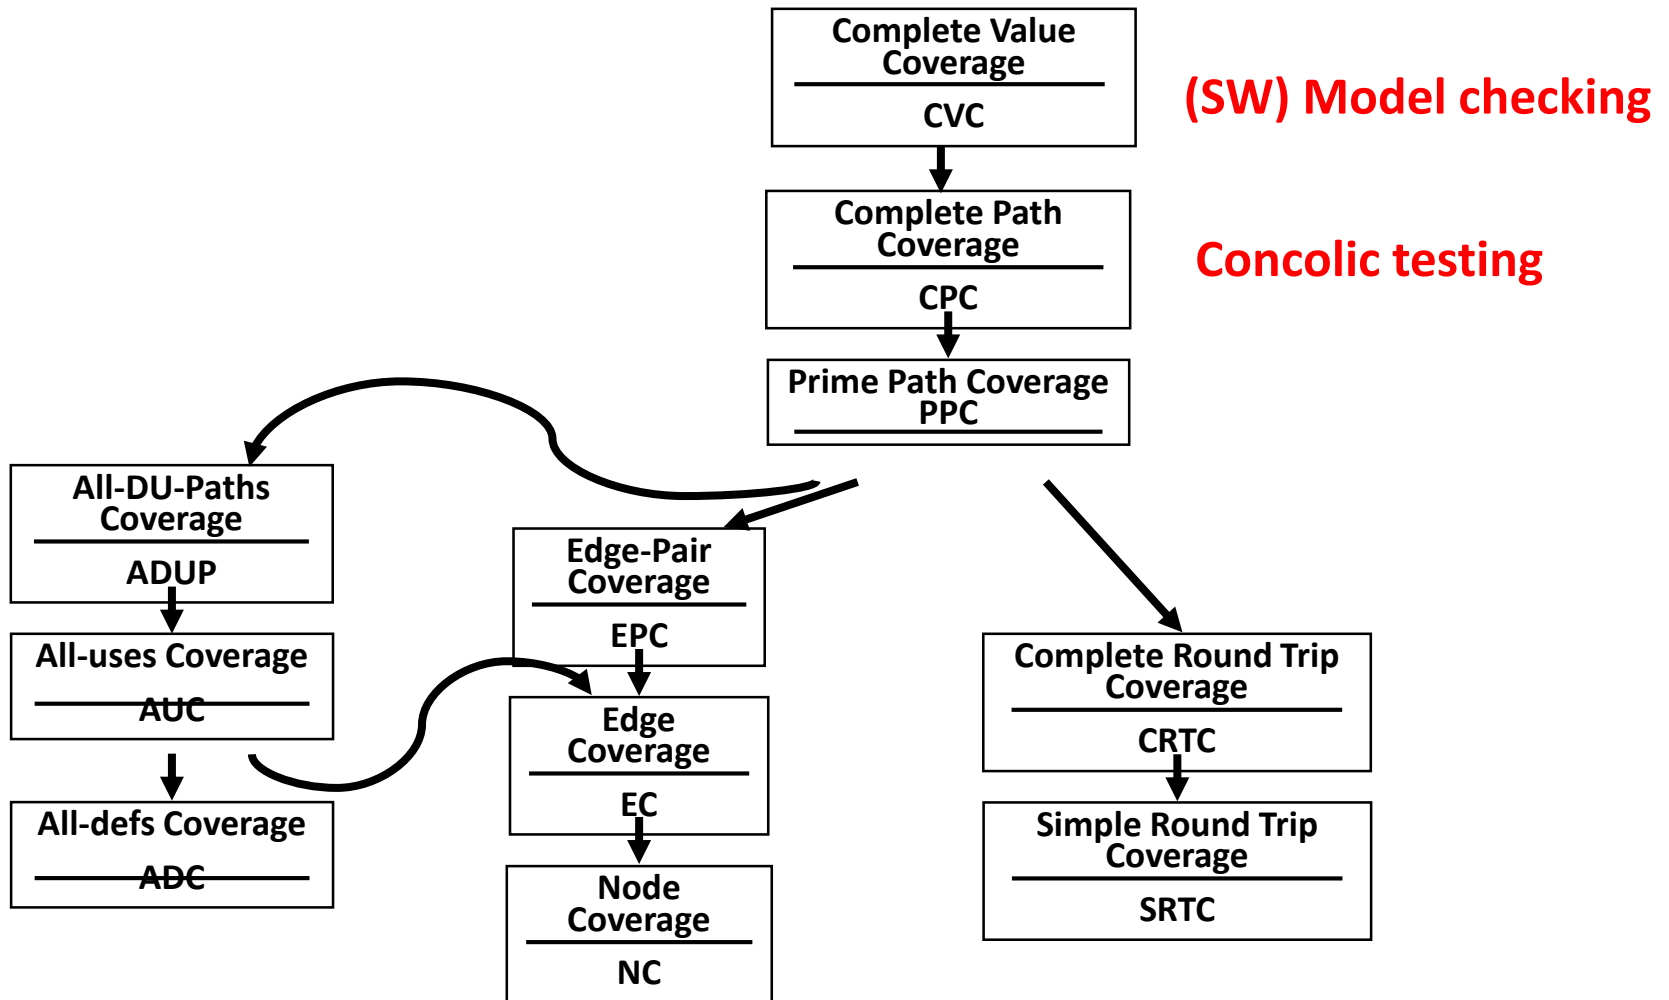 Complete Value
Coverage
CVC
(SW) Model checking
Complete Path
Coverage
CPC
Concolic testing
Prime Path Coverage
PPC
All-DU-Paths
Coverage
ADUP
Edge-Pair
Coverage
EPC
All-uses Coverage
AUC
Complete Round Trip
Coverage
CRTC
Edge
Coverage
EC
All-defs Coverage
ADC
Simple Round Trip
Coverage
SRTC
Node
Coverage
NC